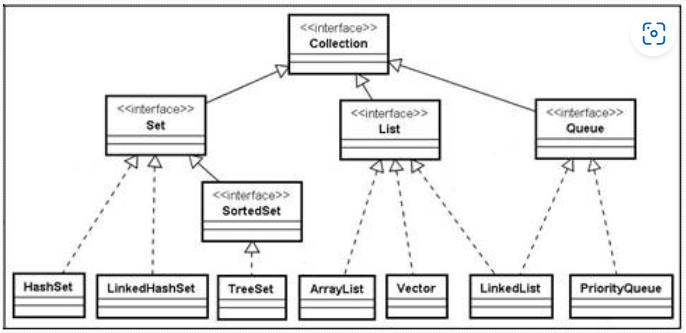 <<interface>>
Collection
<<interface>>
Set
<<interface>>
List
<<interface>>
Queue
<<interface>>
SortedSet
HashSet
LinkedHashSet
TreeSet
ArrayList
Vector
LinkedList
PriorityQueue